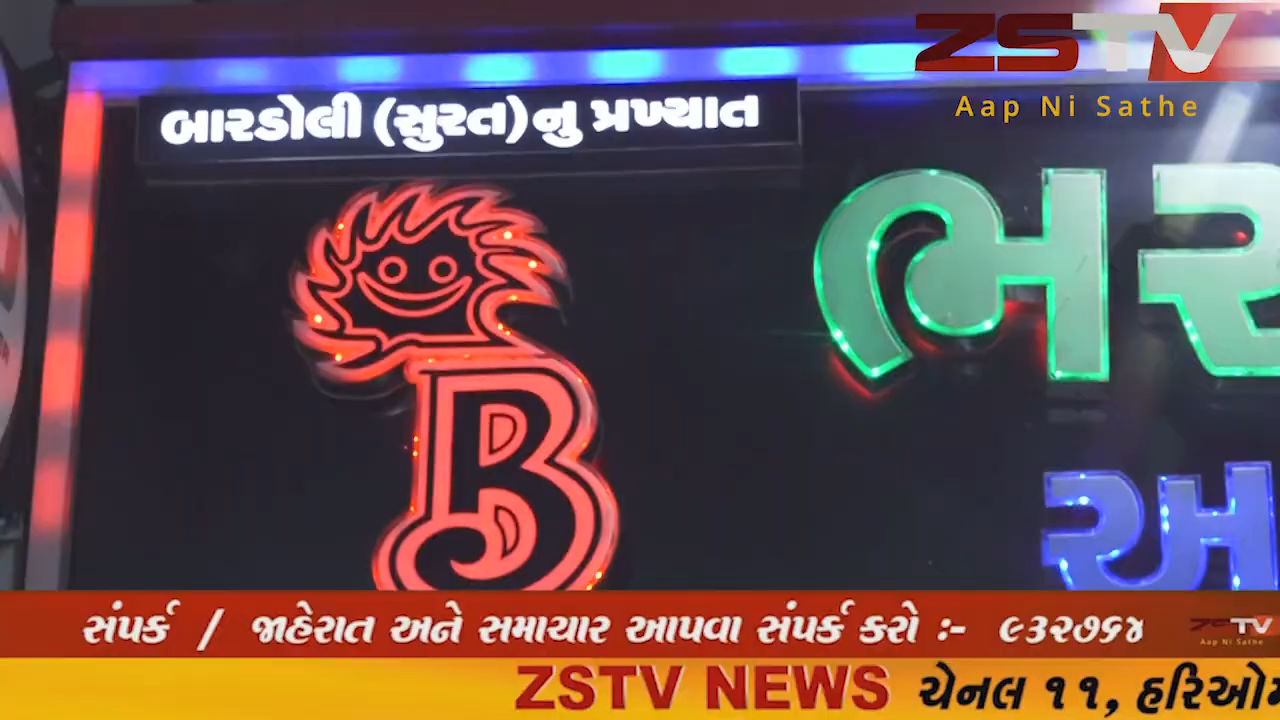 ZSTV
Aap Ni Sathe
બારડોલી (સુરત)નુ પ્રખ્યાત
B
સંપર્ક / જાહેરાત અને સમાચાર આપવા સંપર્ક કરો :- ૯૩૨૭૬૪
ZSTV
Aap Ni Sathe
ZSTV NEWS ચેનલ ૧૧, હરિઓમ